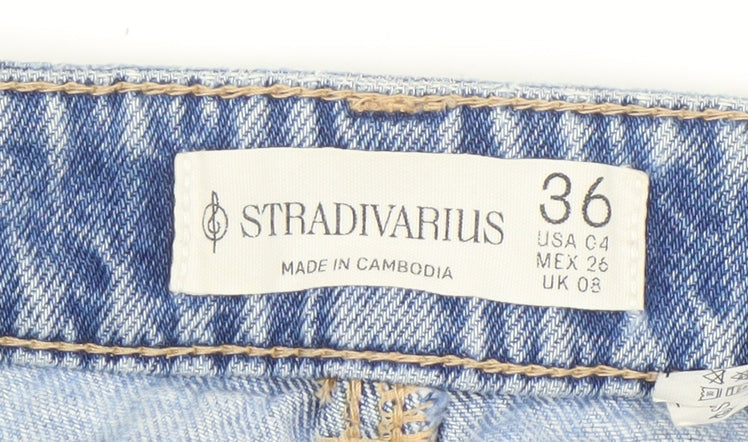 STRADIVARIUS
MADE IN CAMBODIA
36
USA 04
MEX 26
UK 08